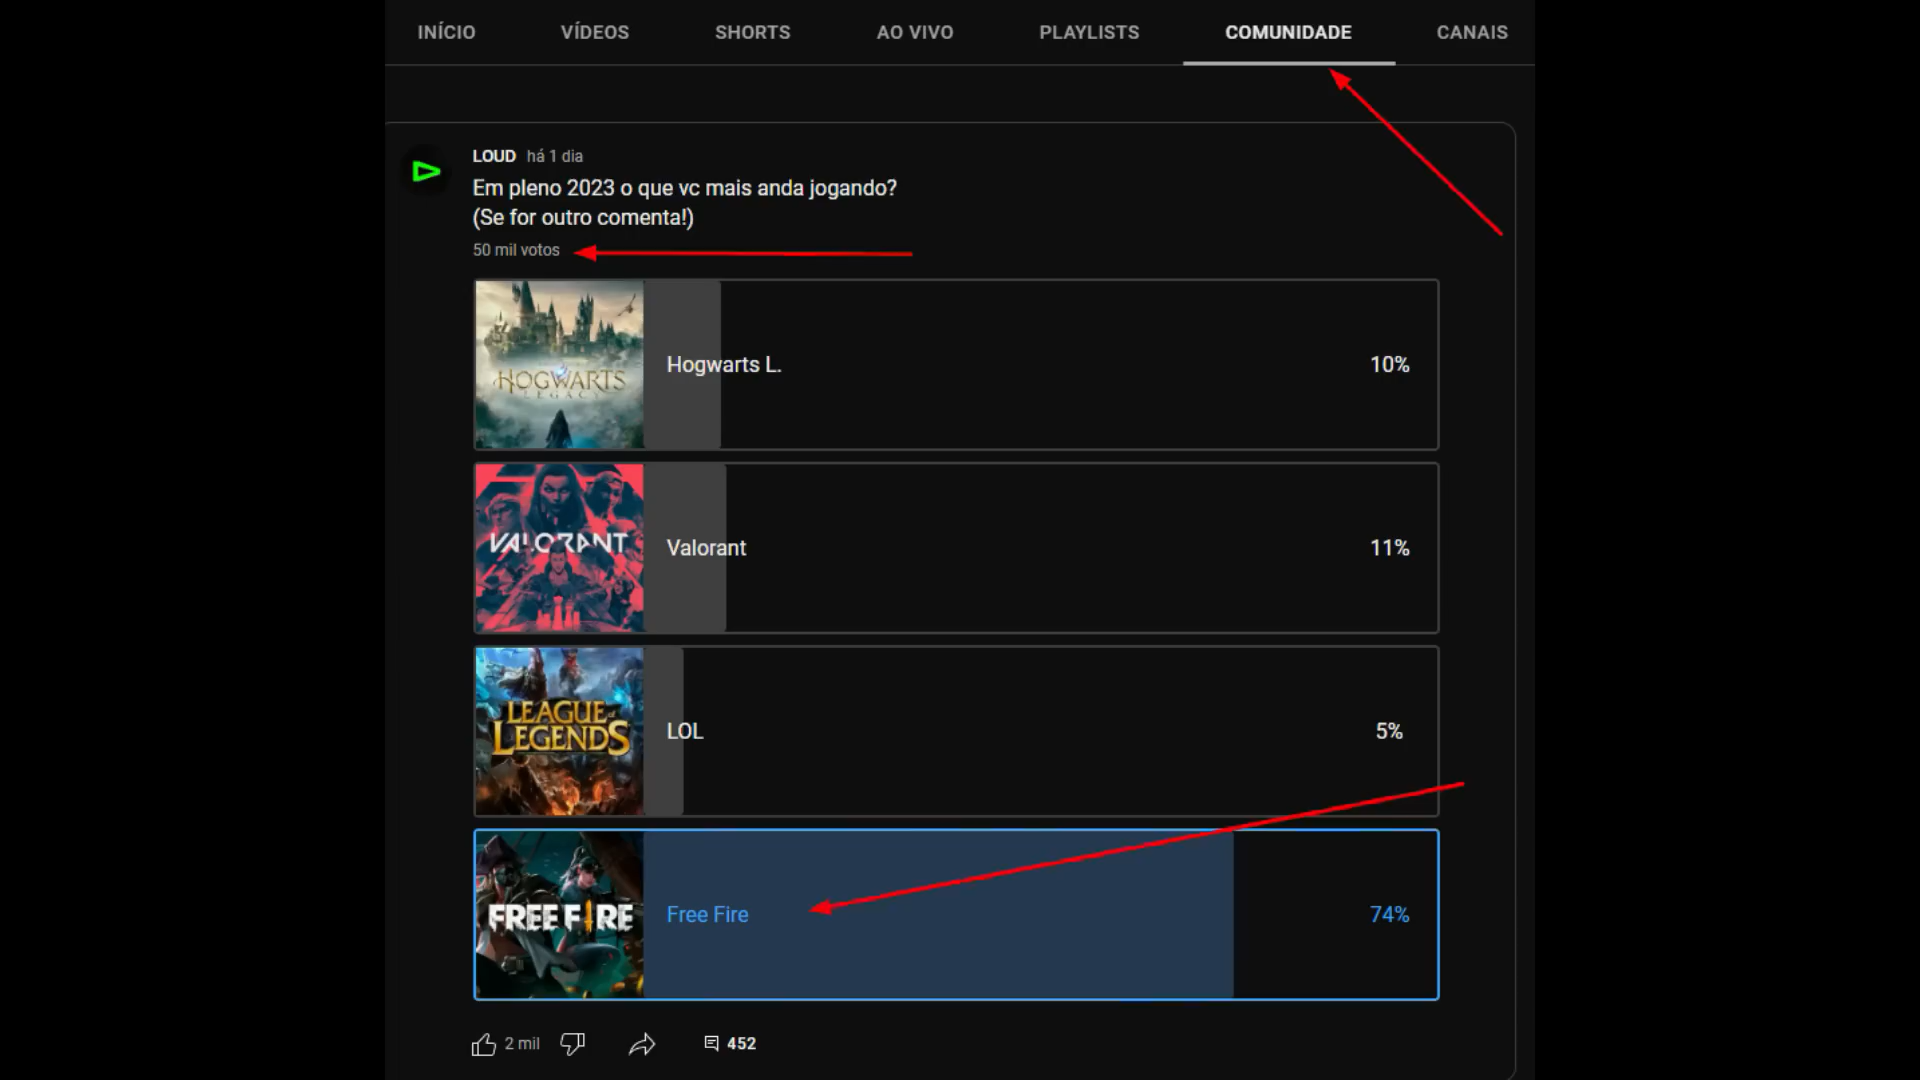 INÍCIO VÍDEOS SHORTS AO VIVO PLAYLISTS COMUNIDADE CANAIS
LOUD há 1 dia
Em pleno 2023 o que vc mais anda jogando?
(Se for outro comenta!)
50 mil votos
HOGWARTS
LEGACY
Hogwarts L.
10%
VALORANT
Valorant
11%
LEAGUE of
LEGENDS
LOL
5%
FREE FIRE
Free Fire
74%
2 mil
452